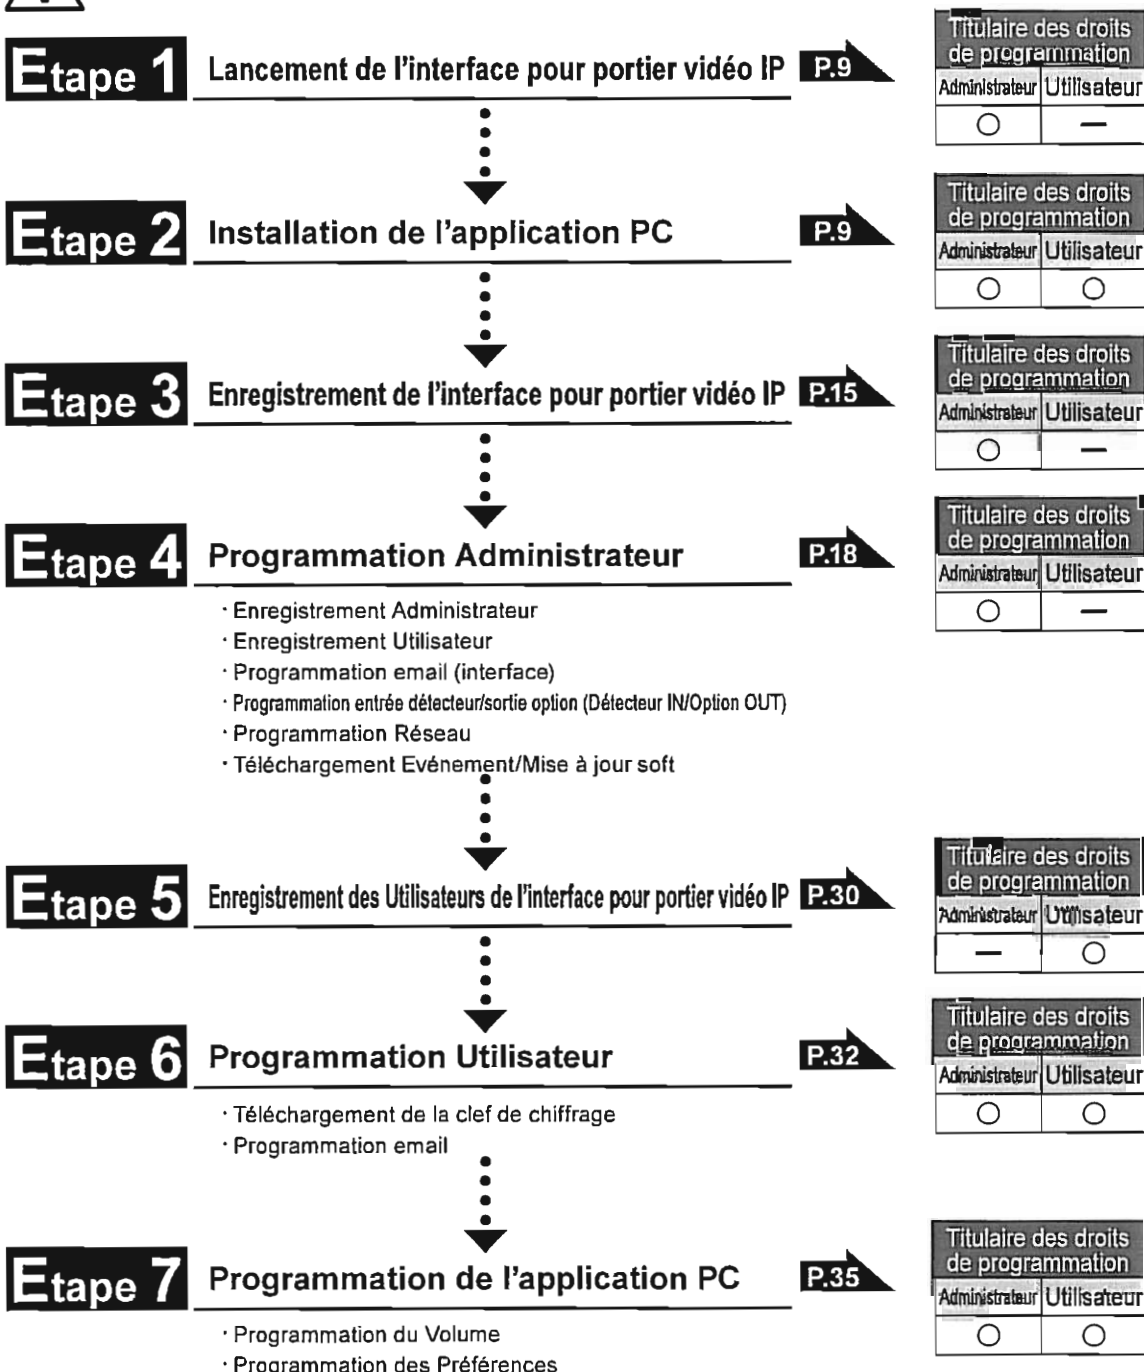 Etape 1 Lancement de l'interface pour portier vidéo IP P.9
Titulaire des droits
de programmation
Administrateur Utilisateur
○ —
Etape 2 Installation de l'application PC P.9
Titulaire des droits
de programmation
Administrateur Utilisateur
○ ○
Etape 3 Enregistrement de l'interface pour portier vidéo IP P.15
Titulaire des droits
de programmation
Administrateur Utilisateur
○ —
Etape 4 Programmation Administrateur P.18
Titulaire des droits
de programmation
Administrateur Utilisateur
○ —
· Enregistrement Administrateur
· Enregistrement Utilisateur
· Programmation email (interface)
· Programmation entrée détecteur/sortie option (Détecteur IN/Option OUT)
· Programmation Réseau
· Téléchargement Evénement/Mise à jour soft
Etape 5 Enregistrement des Utilisateurs de l'interface pour portier vidéo IP P.30
Titulaire des droits
de programmation
Administrateur Utilisateur
— ○
Etape 6 Programmation Utilisateur P.32
Titulaire des droits
de programmation
Administrateur Utilisateur
○ ○
· Téléchargement de la clef de chiffrage
· Programmation email
Etape 7 Programmation de l'application PC P.35
Titulaire des droits
de programmation
Administrateur Utilisateur
○ ○
· Programmation du Volume
· Programmation des Préférences